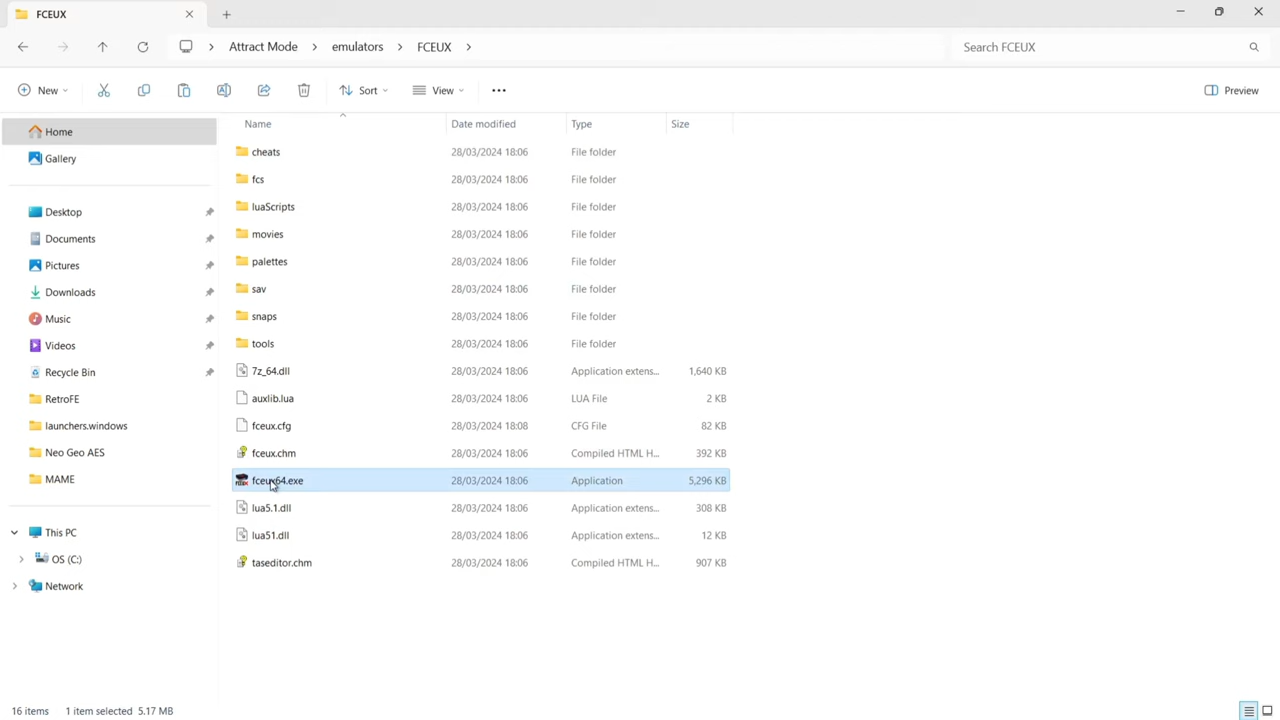 FCEUX
Attract Mode > emulators > FCEUX >
Search FCEUX
New
Sort
View
Preview
Home
Gallery
Desktop
Documents
Pictures
Downloads
Music
Videos
Recycle Bin
RetroFE
launchers.windows
Neo Geo AES
MAME
This PC
OS (C:)
Network
Name Date modified Type Size
cheats 28/03/2024 18:06 File folder
fcs 28/03/2024 18:06 File folder
luaScripts 28/03/2024 18:06 File folder
movies 28/03/2024 18:06 File folder
palettes 28/03/2024 18:06 File folder
sav 28/03/2024 18:06 File folder
snaps 28/03/2024 18:06 File folder
tools 28/03/2024 18:06 File folder
7z_64.dll 28/03/2024 18:06 Application extens... 1,640 KB
auxlib.lua 28/03/2024 18:06 LUA File 2 KB
fceux.cfg 28/03/2024 18:08 CFG File 82 KB
fceux.chm 28/03/2024 18:06 Compiled HTML H... 392 KB
fceux64.exe 28/03/2024 18:06 Application 5,296 KB
lua5.1.dll 28/03/2024 18:06 Application extens... 308 KB
lua51.dll 28/03/2024 18:06 Application extens... 12 KB
taseditor.chm 28/03/2024 18:06 Compiled HTML H... 907 KB
16 items 1 item selected 5.17 MB